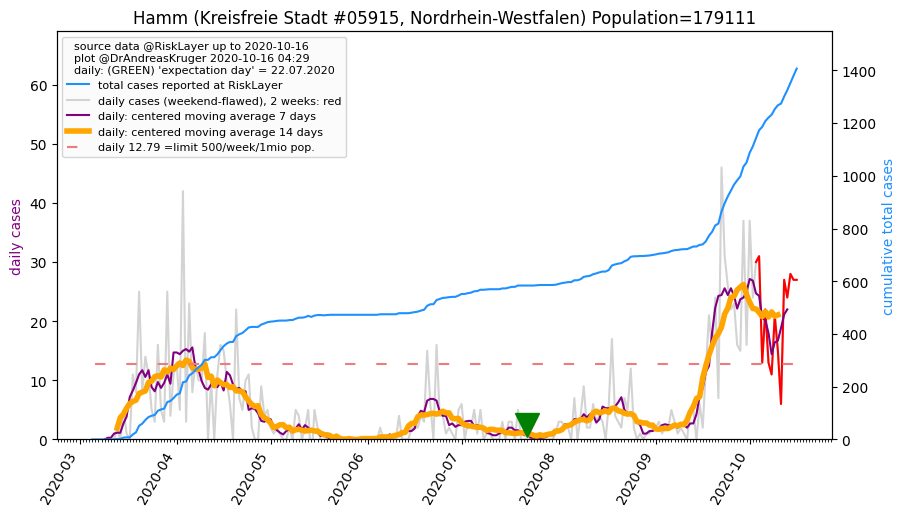 Hamm (Kreisfreie Stadt #05915, Nordrhein-Westfalen) Population=179111
source data @RiskLayer up to 2020-10-16
plot @DrAndreasKruger 2020-10-16 04:29
daily: (GREEN) 'expectation day' = 22.07.2020
total cases reported at RiskLayer
daily cases (weekend-flawed), 2 weeks: red
daily: centered moving average 7 days
daily: centered moving average 14 days
daily 12.79 =limit 500/week/1mio pop.
daily cases
60
50
40
30
20
10
0
cumulative total cases
1400
1200
1000
800
600
400
200
0
2020-03
2020-04
2020-05
2020-06
2020-07
2020-08
2020-09
2020-10